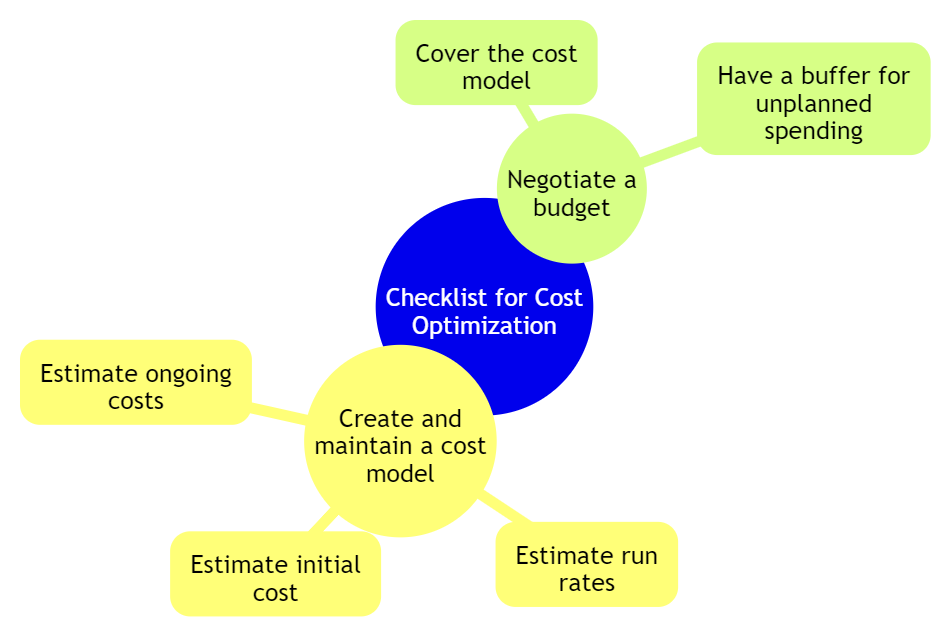 Cover the cost
model
Have a buffer for
unplanned
spending
Negotiate a
budget
Checklist for Cost
Optimization
Estimate ongoing
costs
Create and
maintain a cost
model
Estimate initial
cost
Estimate run
rates